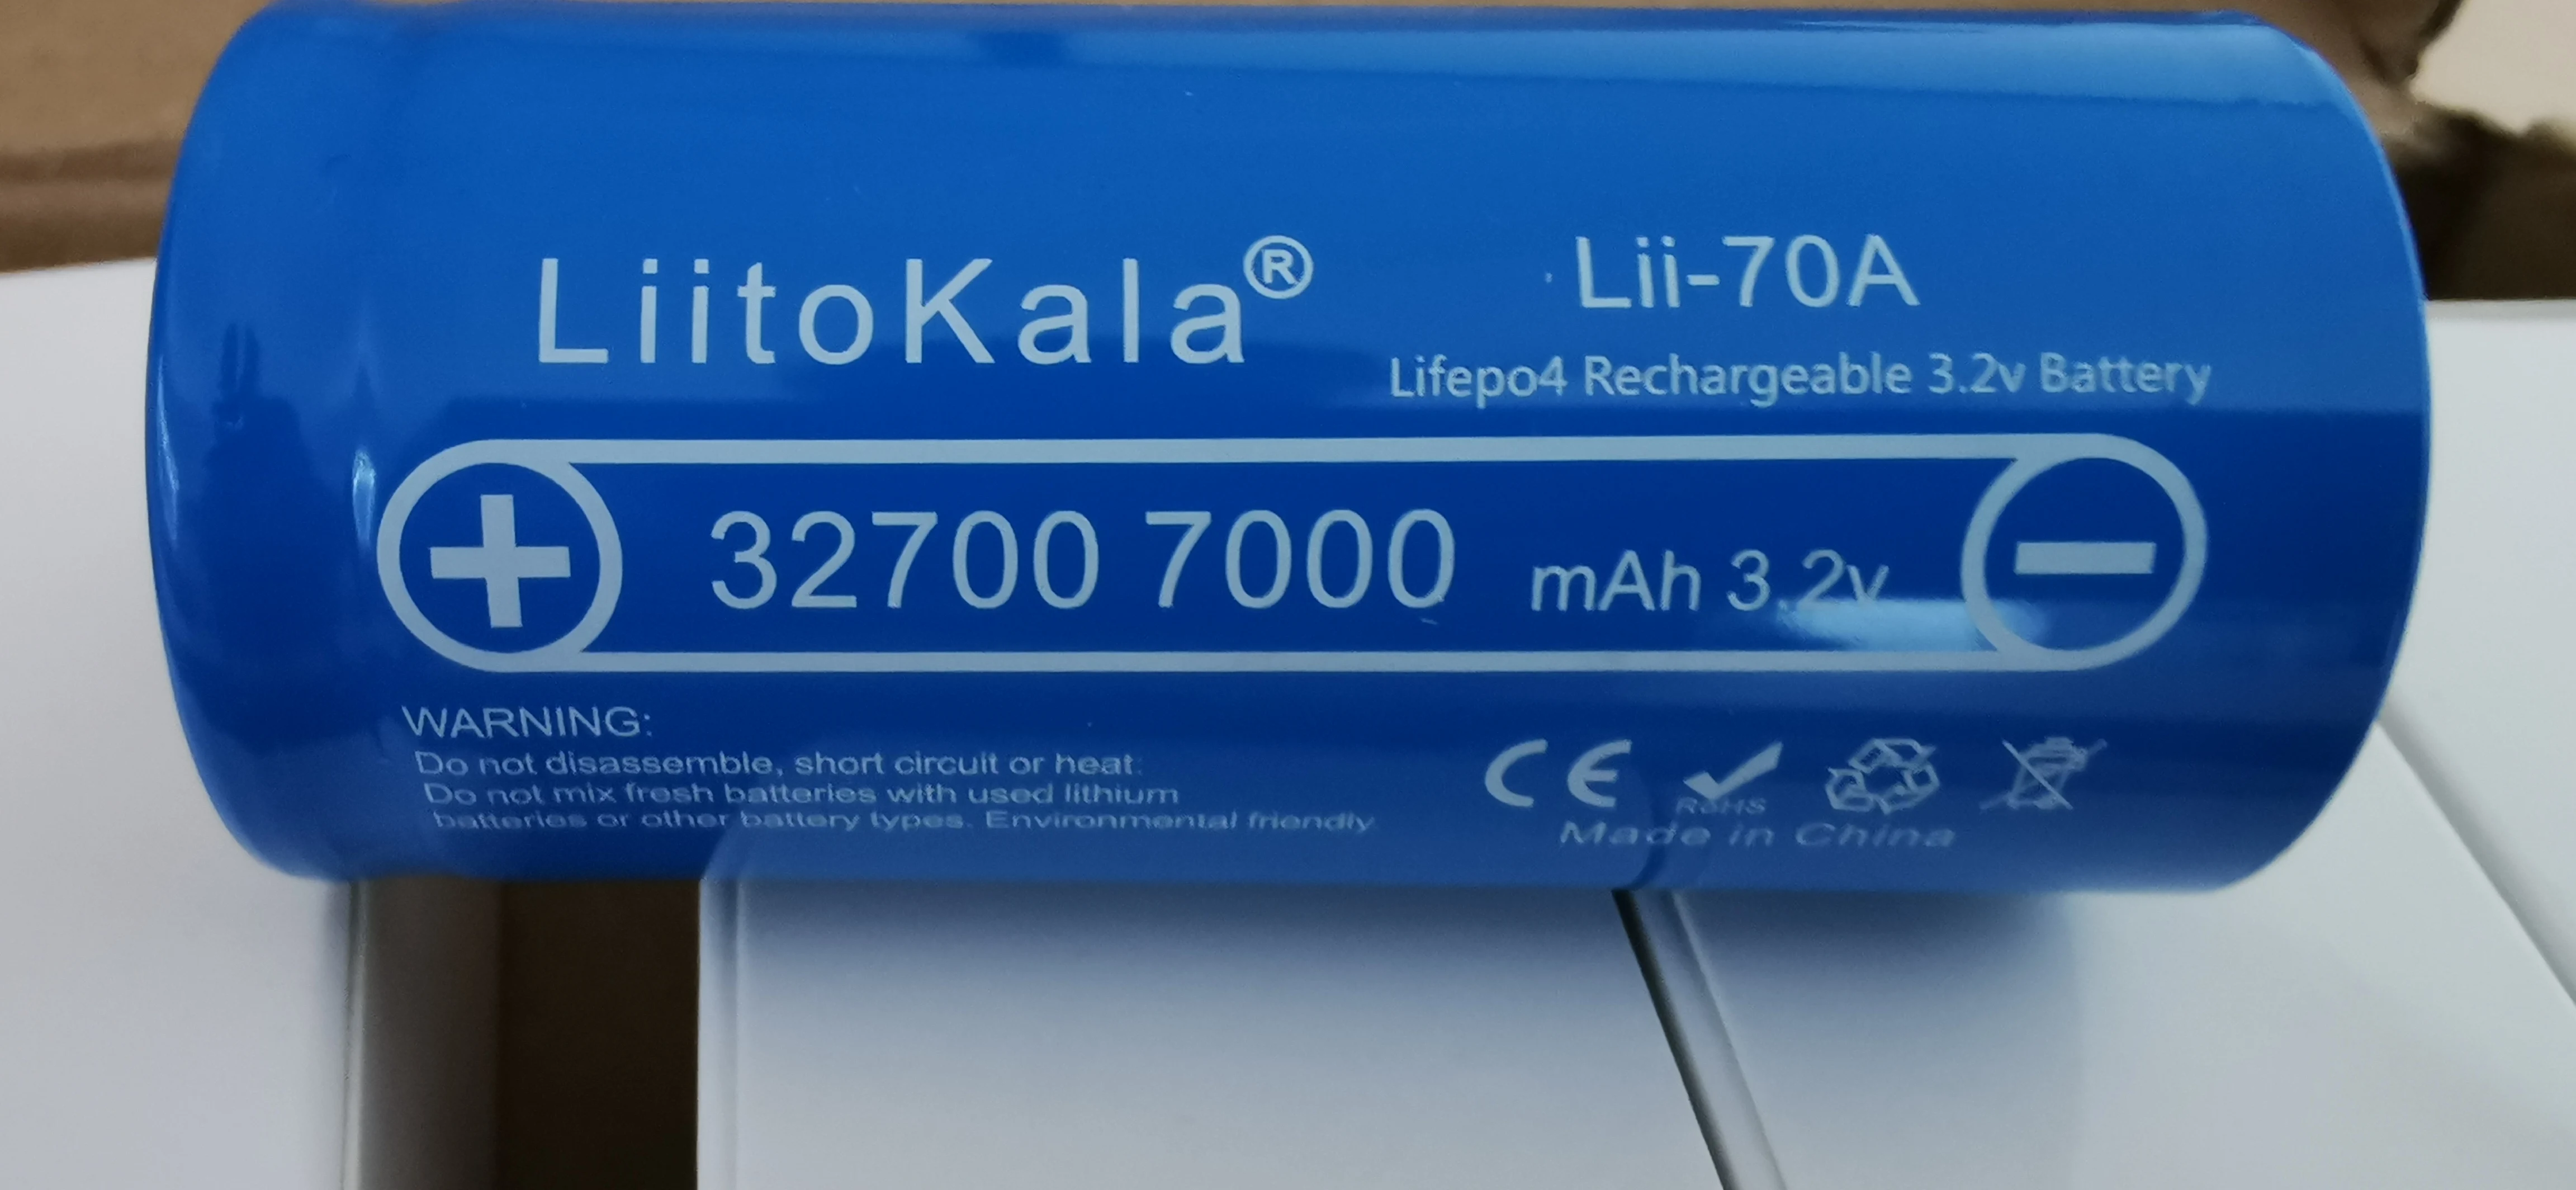 LiitoKala®
Lii-70A
Lifepo4 Rechargeable 3.2v Battery
+ 32700 7000 mAh 3.2v -
WARNING:
Do not disassemble, short circuit or heat.
Do not mix fresh batteries with used lithium
batteries or other battery types. Environmental friendly
CE RoHS
Made in China